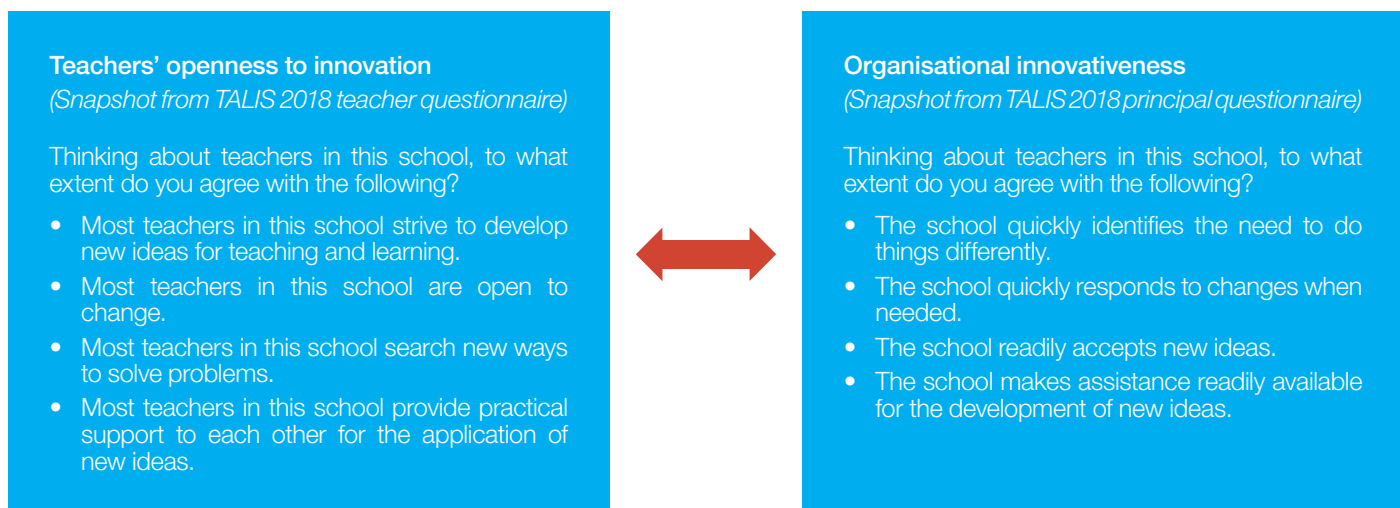 Teachers’ openness to innovation
(Snapshot from TALIS 2018 teacher questionnaire)
Thinking about teachers in this school, to what
extent do you agree with the following?
• Most teachers in this school strive to develop
new ideas for teaching and learning.
• Most teachers in this school are open to
change.
• Most teachers in this school search new ways
to solve problems.
• Most teachers in this school provide practical
support to each other for the application of
new ideas.
Organisational innovativeness
(Snapshot from TALIS 2018 principal questionnaire)
Thinking about teachers in this school, to what
extent do you agree with the following?
• The school quickly identifies the need to do
things differently.
• The school quickly responds to changes when
needed.
• The school readily accepts new ideas.
• The school makes assistance readily available
for the development of new ideas.